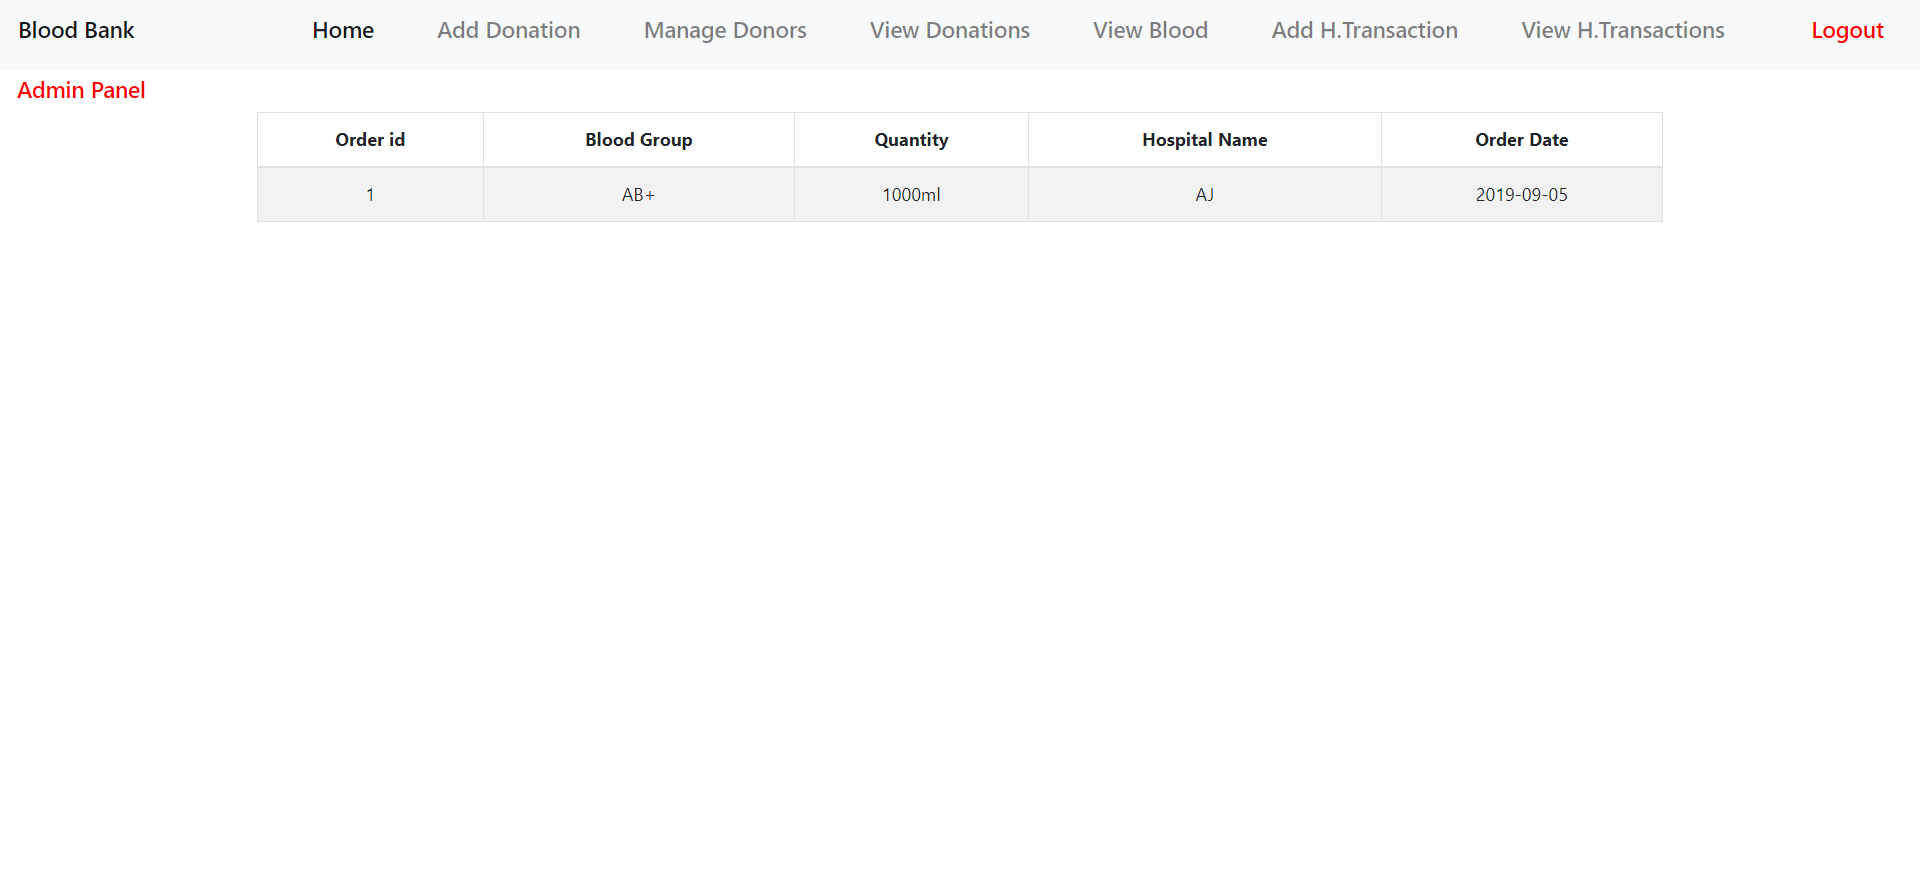 Blood Bank Home Add Donation Manage Donors View Donations View Blood Add H.Transaction View H.Transactions Logout
Admin Panel
Order id Blood Group Quantity Hospital Name Order Date
1 AB+ 1000ml AJ 2019-09-05